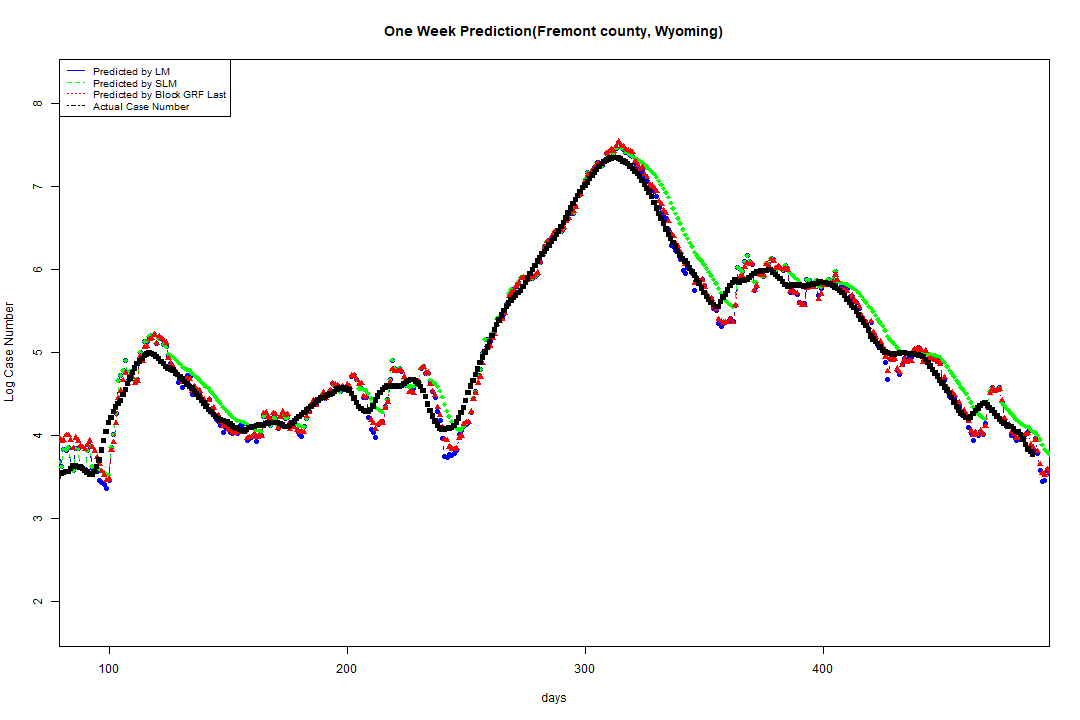 One Week Prediction(Fremont county, Wyoming)
Predicted by LM
Predicted by SLM
Predicted by Block GRF Last
Actual Case Number
8
7
6
5
4
3
2
Log Case Number
100 200 300 400
days